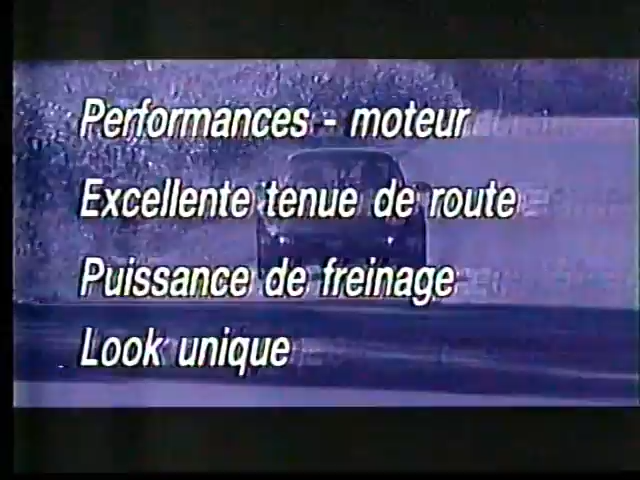 Performances - moteur
Excellente tenue de route
Puissance de freinage
Look unique